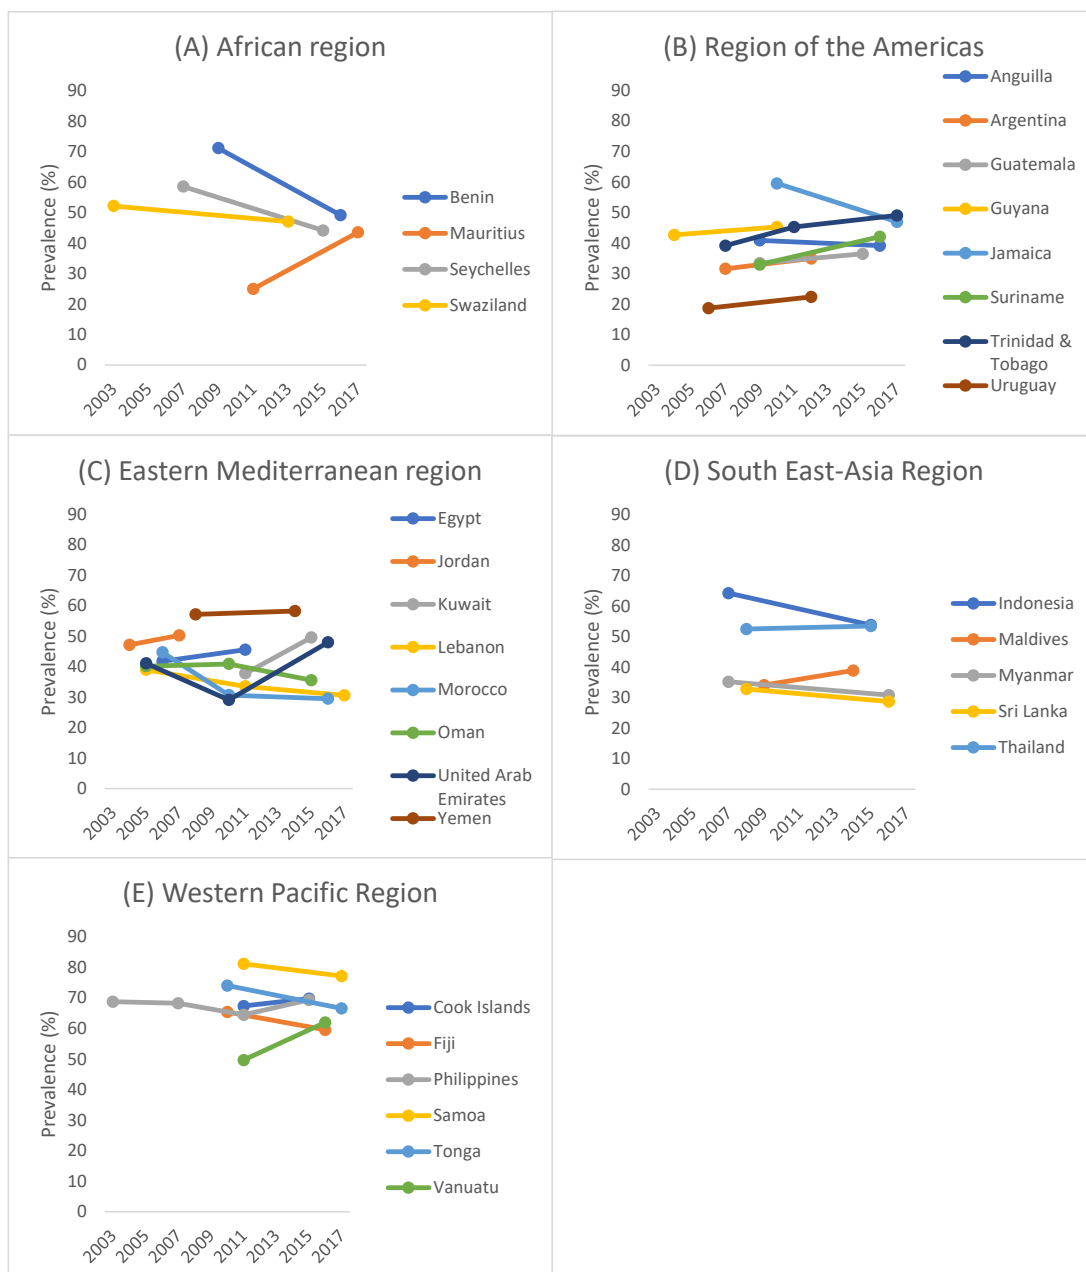 (A) African region
Prevalence (%)
90
80
70
60
50
40
30
20
10
0
2003
2005
2007
2009
2011
2013
2015
2017
Benin
Mauritius
Seychelles
Swaziland
(B) Region of the Americas
Prevalence (%)
90
80
70
60
50
40
30
20
10
0
2003
2005
2007
2009
2011
2013
2015
2017
Anguilla
Argentina
Guatemala
Guyana
Jamaica
Suriname
Trinidad &
Tobago
Uruguay
(C) Eastern Mediterranean region
Prevalence (%)
90
80
70
60
50
40
30
20
10
0
2003
2005
2007
2009
2011
2013
2015
2017
Egypt
Jordan
Kuwait
Lebanon
Morocco
Oman
United Arab
Emirates
Yemen
(D) South East-Asia Region
Prevalence (%)
90
80
70
60
50
40
30
20
10
0
2003
2005
2007
2009
2011
2013
2015
2017
Indonesia
Maldives
Myanmar
Sri Lanka
Thailand
(E) Western Pacific Region
Prevalence (%)
90
80
70
60
50
40
30
20
10
0
2003
2005
2007
2009
2011
2013
2015
2017
Cook Islands
Fiji
Philippines
Samoa
Tonga
Vanuatu